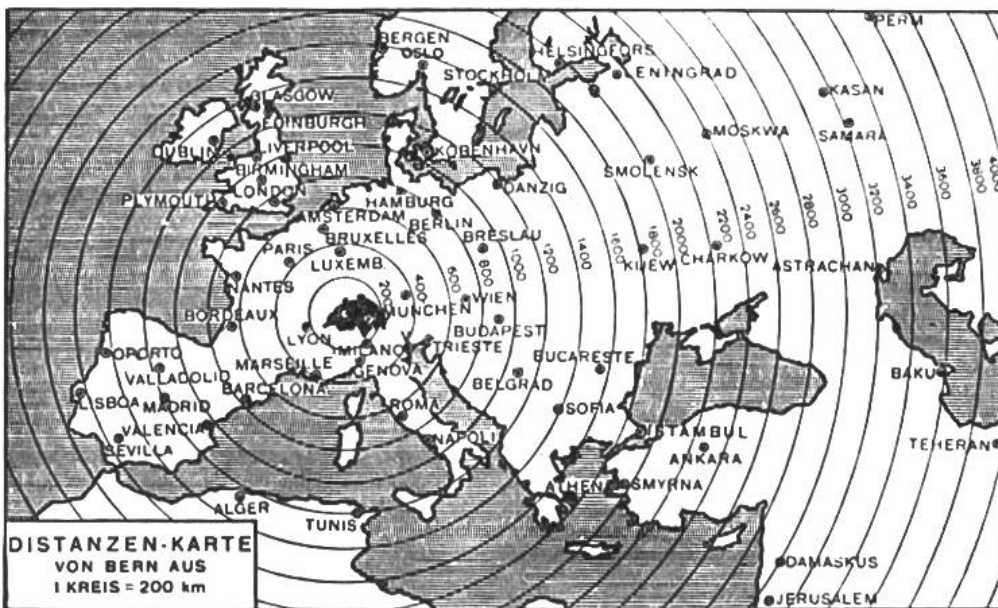 PERM
BERGEN
OSLO
HELSINGFORS
STOCKHOLM
LENINGRAD
KASAN
GLASGOW
EDINBURGH
MOSKWA
SAMARA
DUBLIN
LIVERPOOL
KOBENHAVN
BIRMINGHAM
SMOLENSK
LONDON
DANZIG
PLYMOUTH
HAMBURG
AMSTERDAM
BERLIN
BRUXELLES
BRESLAU
PARIS
LUXEMB.
KIJEW
CHARKOW
ASTRACHAN
200
400
600
800
1000
1200
1400
1600
1800
2000
2200
2400
2600
2800
3000
3200
3400
3600
3800
NANTES
MÜNCHEN
WIEN
BORDEAUX
BUDAPEST
LYON
TRIESTE
MILANO
OPORTO
MARSEILLE
GENOVA
BUCARESTE
VALLADOLID
BELGRAD
BAKU
BARCELONA
LISBOA
MADRID
ROMA
SOFIA
VALENCIA
NAPOLI
ISTAMBUL
TEHERAN
SEVILLA
ANKARA
ATHEN
SMYRNA
ALGER
TUNIS
DISTANZEN-KARTE
VON BERN AUS
1 KREIS = 200 km
DAMASKUS
JERUSALEM